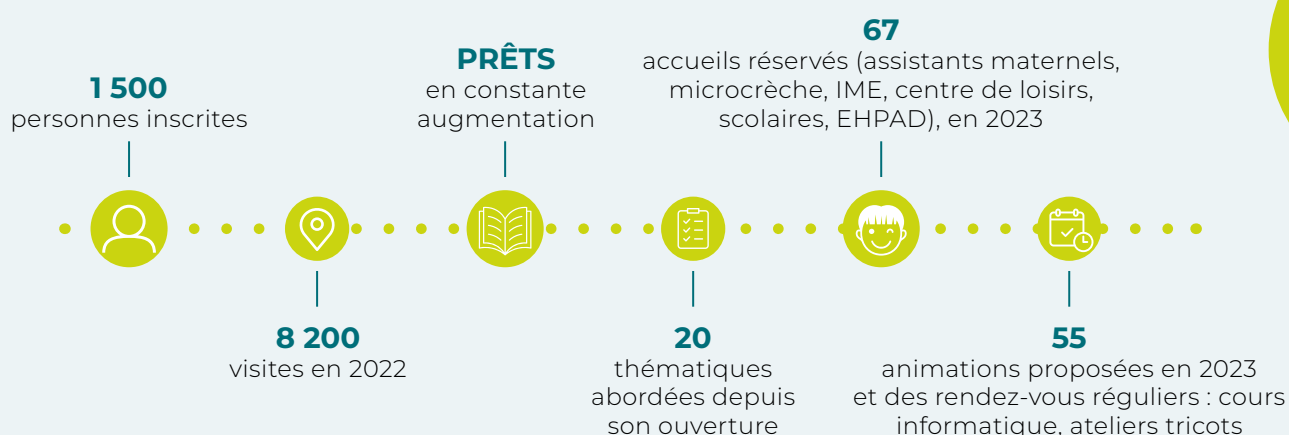 1 500
personnes inscrites
8 200
visites en 2022
PRÊTS
en constante
augmentation
20
thématiques
abordées depuis
son ouverture
67
accueils réservés (assistants maternels,
microcrèche, IME, centre de loisirs,
scolaires, EHPAD), en 2023
55
animations proposées en 2023
et des rendez-vous réguliers : cours
informatique, ateliers tricots